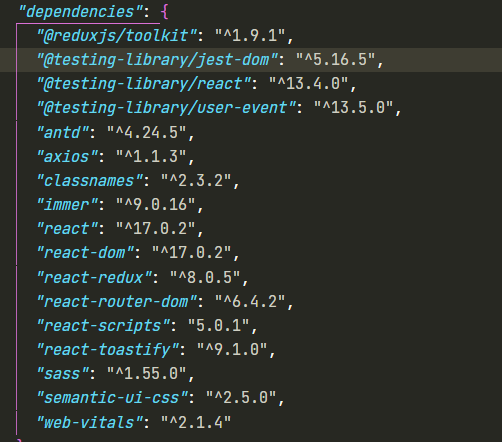 "dependencies": {
"@reduxjs/toolkit": "^1.9.1",
"@testing-library/jest-dom": "^5.16.5",
"@testing-library/react": "^13.4.0",
"@testing-library/user-event": "^13.5.0",
"antd": "^4.24.5",
"axios": "^1.1.3",
"classnames": "^2.3.2",
"immer": "^9.0.16",
"react": "^17.0.2",
"react-dom": "^17.0.2",
"react-redux": "^8.0.5",
"react-router-dom": "^6.4.2",
"react-scripts": "5.0.1",
"react-toastify": "^9.1.0",
"sass": "^1.55.0",
"semantic-ui-css": "^2.5.0",
"web-vitals": "^2.1.4"